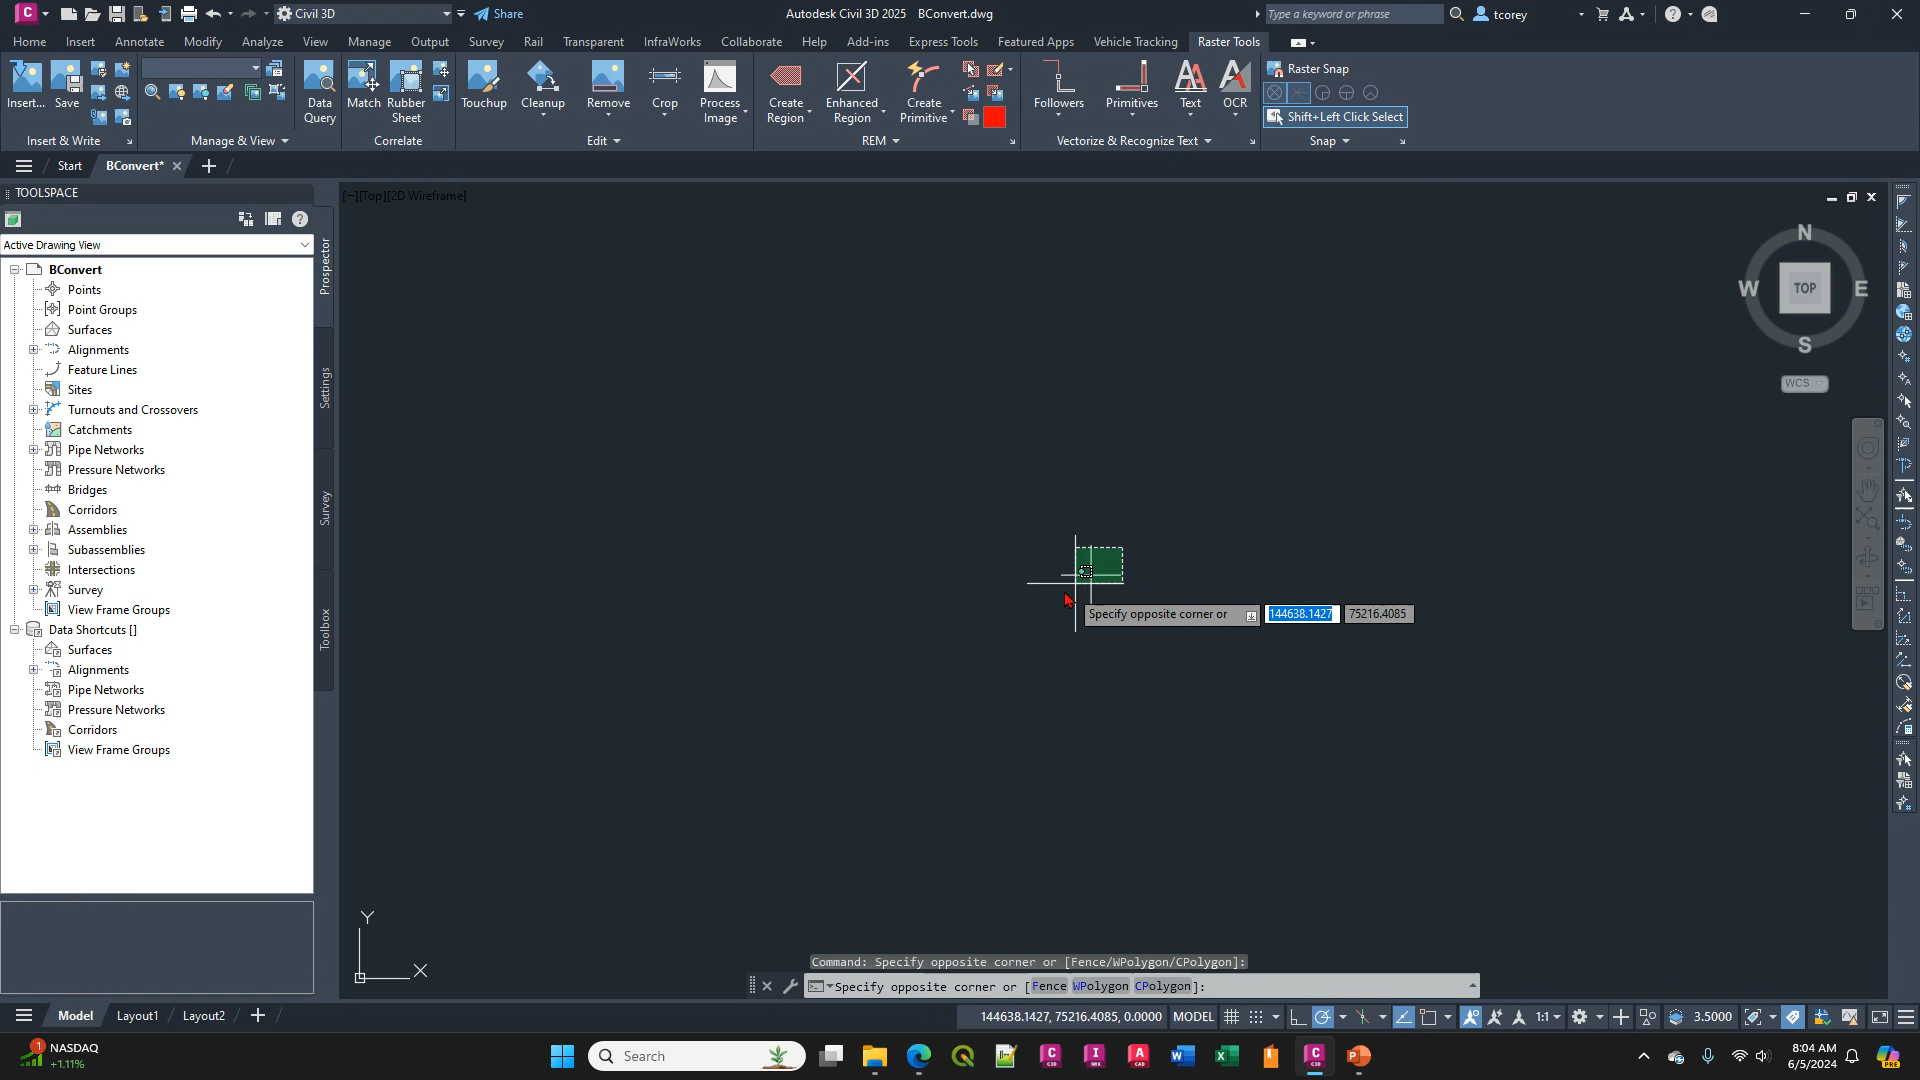 Civil 3D
Share
Autodesk Civil 3D 2025 BConvert.dwg
Type a keyword or phrase
tcorey
Home Insert Annotate Modify Analyze View Manage Output Survey Rail Transparent InfraWorks Collaborate Help Add-ins Express Tools Featured Apps Vehicle Tracking Raster Tools
Insert... Save
Insert & Write
Manage & View
Data Query
Match
Rubber Sheet
Correlate
Touchup Cleanup Remove Crop
Process Image
Edit
Create Region
Enhanced Region
Create Primitive
REM
Followers Primitives Text OCR
Vectorize & Recognize Text
Raster Snap
Shift+Left Click Select
Snap
Start BConvert*
TOOLSPACE
Active Drawing View
BConvert
Points
Point Groups
Surfaces
Alignments
Feature Lines
Sites
Turnouts and Crossovers
Catchments
Pipe Networks
Pressure Networks
Bridges
Corridors
Assemblies
Subassemblies
Intersections
Survey
View Frame Groups
Data Shortcuts []
Surfaces
Alignments
Pipe Networks
Pressure Networks
Corridors
View Frame Groups
Prospector
Settings
Survey
Toolbox
[−][Top][2D Wireframe]
N
W TOP E
S
WCS
Specify opposite corner or 144638.1427 75216.4085
Y
X
Command: Specify opposite corner or [Fence/WPolygon/CPolygon]:
Specify opposite corner or [Fence WPolygon CPolygon]:
Model Layout1 Layout2
144638.1427, 75216.4085, 0.0000 MODEL 1:1 3.5000
NASDAQ
+1.11%
1
Search
8:04 AM
6/5/2024